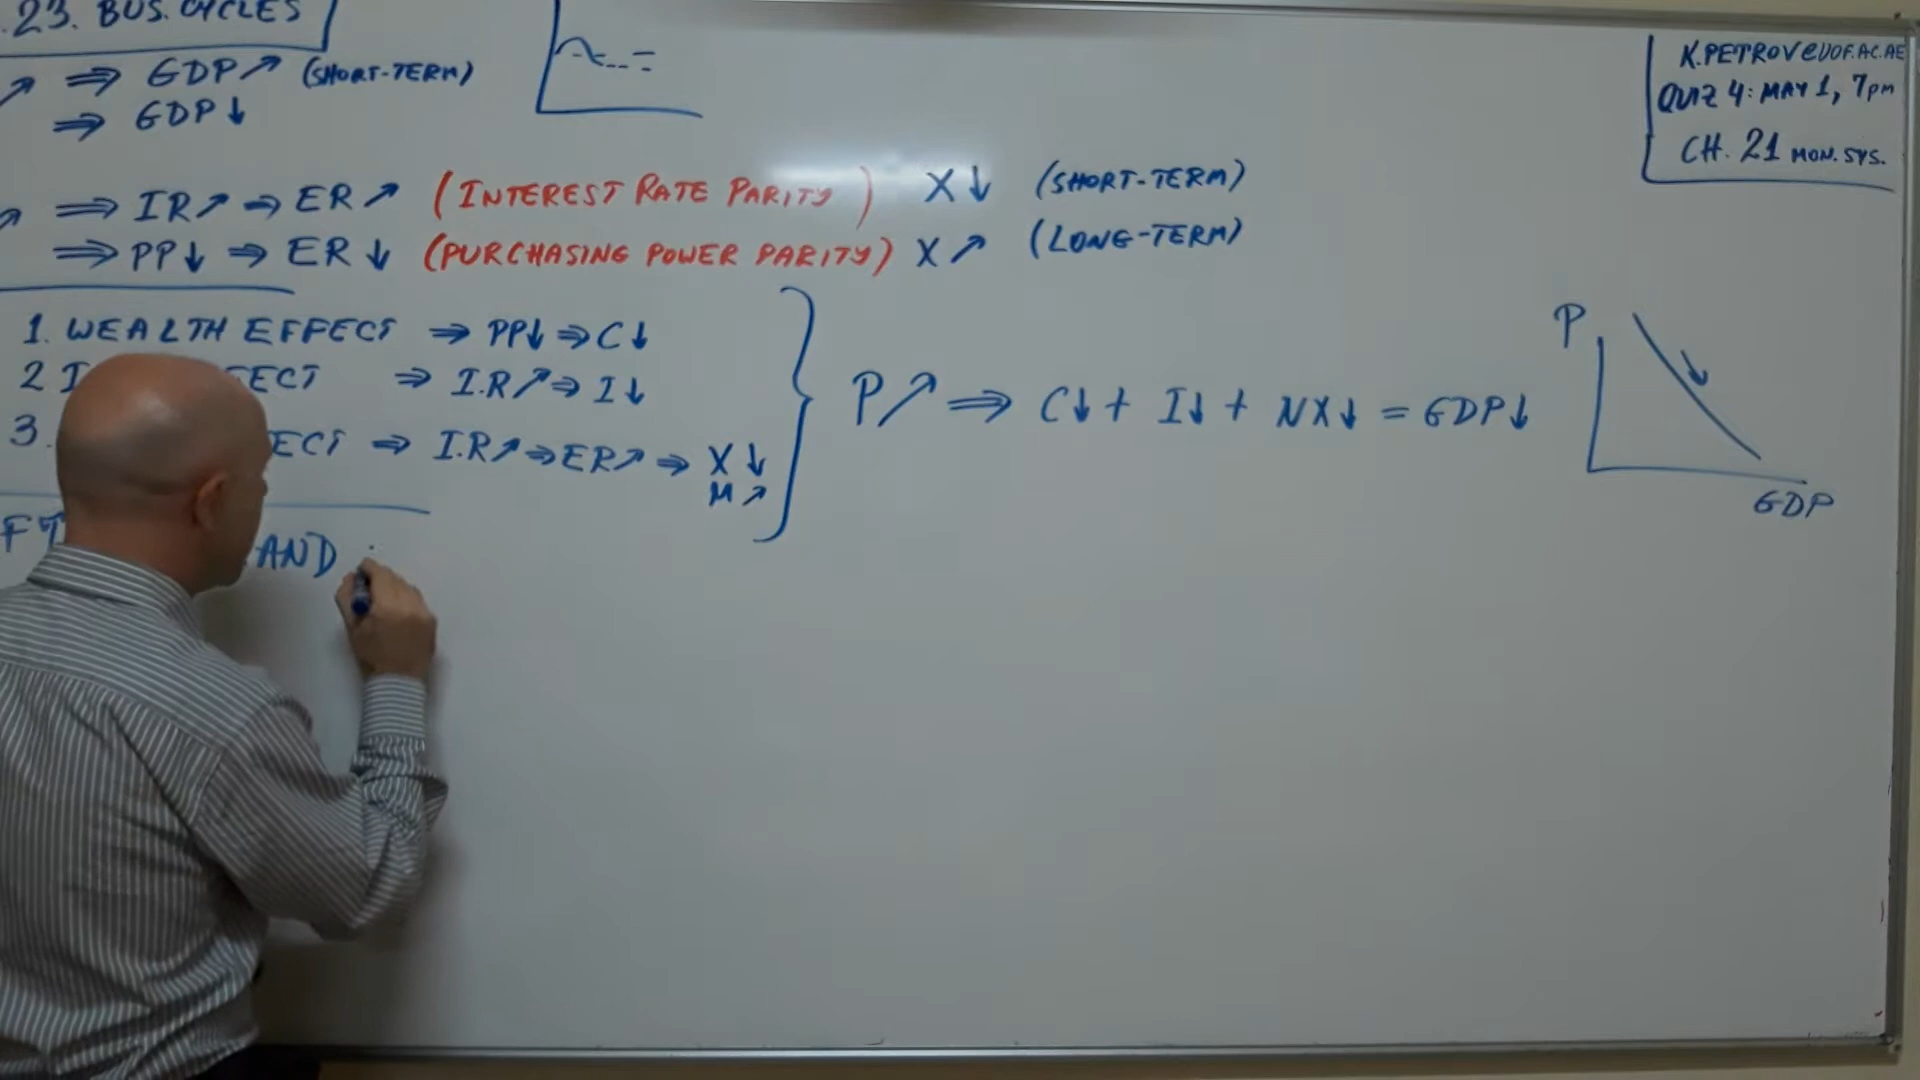 .23. BUS. CYCLES
↗ ⇒ GDP↗ (SHORT-TERM)
⇒ GDP↓
↗ ⇒ IR↗ ⇒ ER↗ (INTEREST RATE PARITY) X↓ (SHORT-TERM)
⇒ PP↓ ⇒ ER↓ (PURCHASING POWER PARITY) X↗ (LONG-TERM)
1. WEALTH EFFECT ⇒ PP↓ ⇒ C↓
2 I ECT ⇒ I.R↗ ⇒ I↓
3. ECT ⇒ I.R↗ ⇒ ER↗ ⇒ X↓
M↗
P↗ ⇒ C↓ + I↓ + NX↓ = GDP↓
P
GDP
AND
K.PETROV@UOF.AC.AE
QUIZ 4: MAY 1, 7PM
CH. 21 MON. SYS.